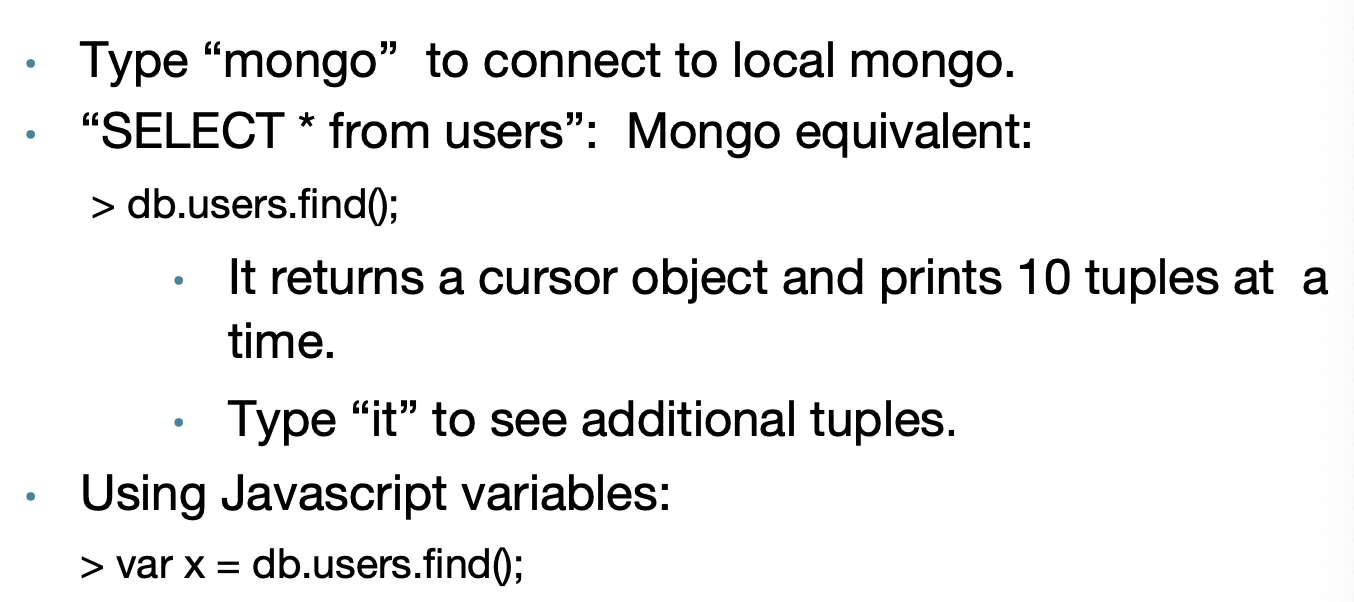 • Type “mongo”  to connect to local mongo.
• “SELECT * from users”:  Mongo equivalent:
> db.users.find();
• It returns a cursor object and prints 10 tuples at  a
time.
• Type “it” to see additional tuples.
• Using Javascript variables:
> var x = db.users.find();